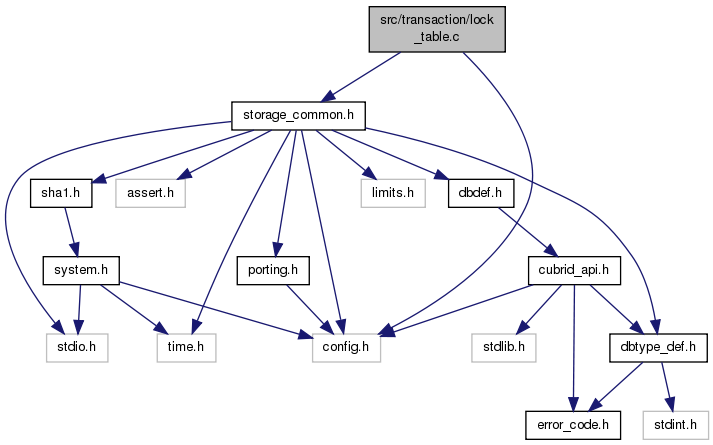 src/transaction/lock
_table.c
storage_common.h
sha1.h
assert.h
limits.h
dbdef.h
system.h
porting.h
cubrid_api.h
stdio.h
time.h
config.h
stdlib.h
dbtype_def.h
error_code.h
stdint.h